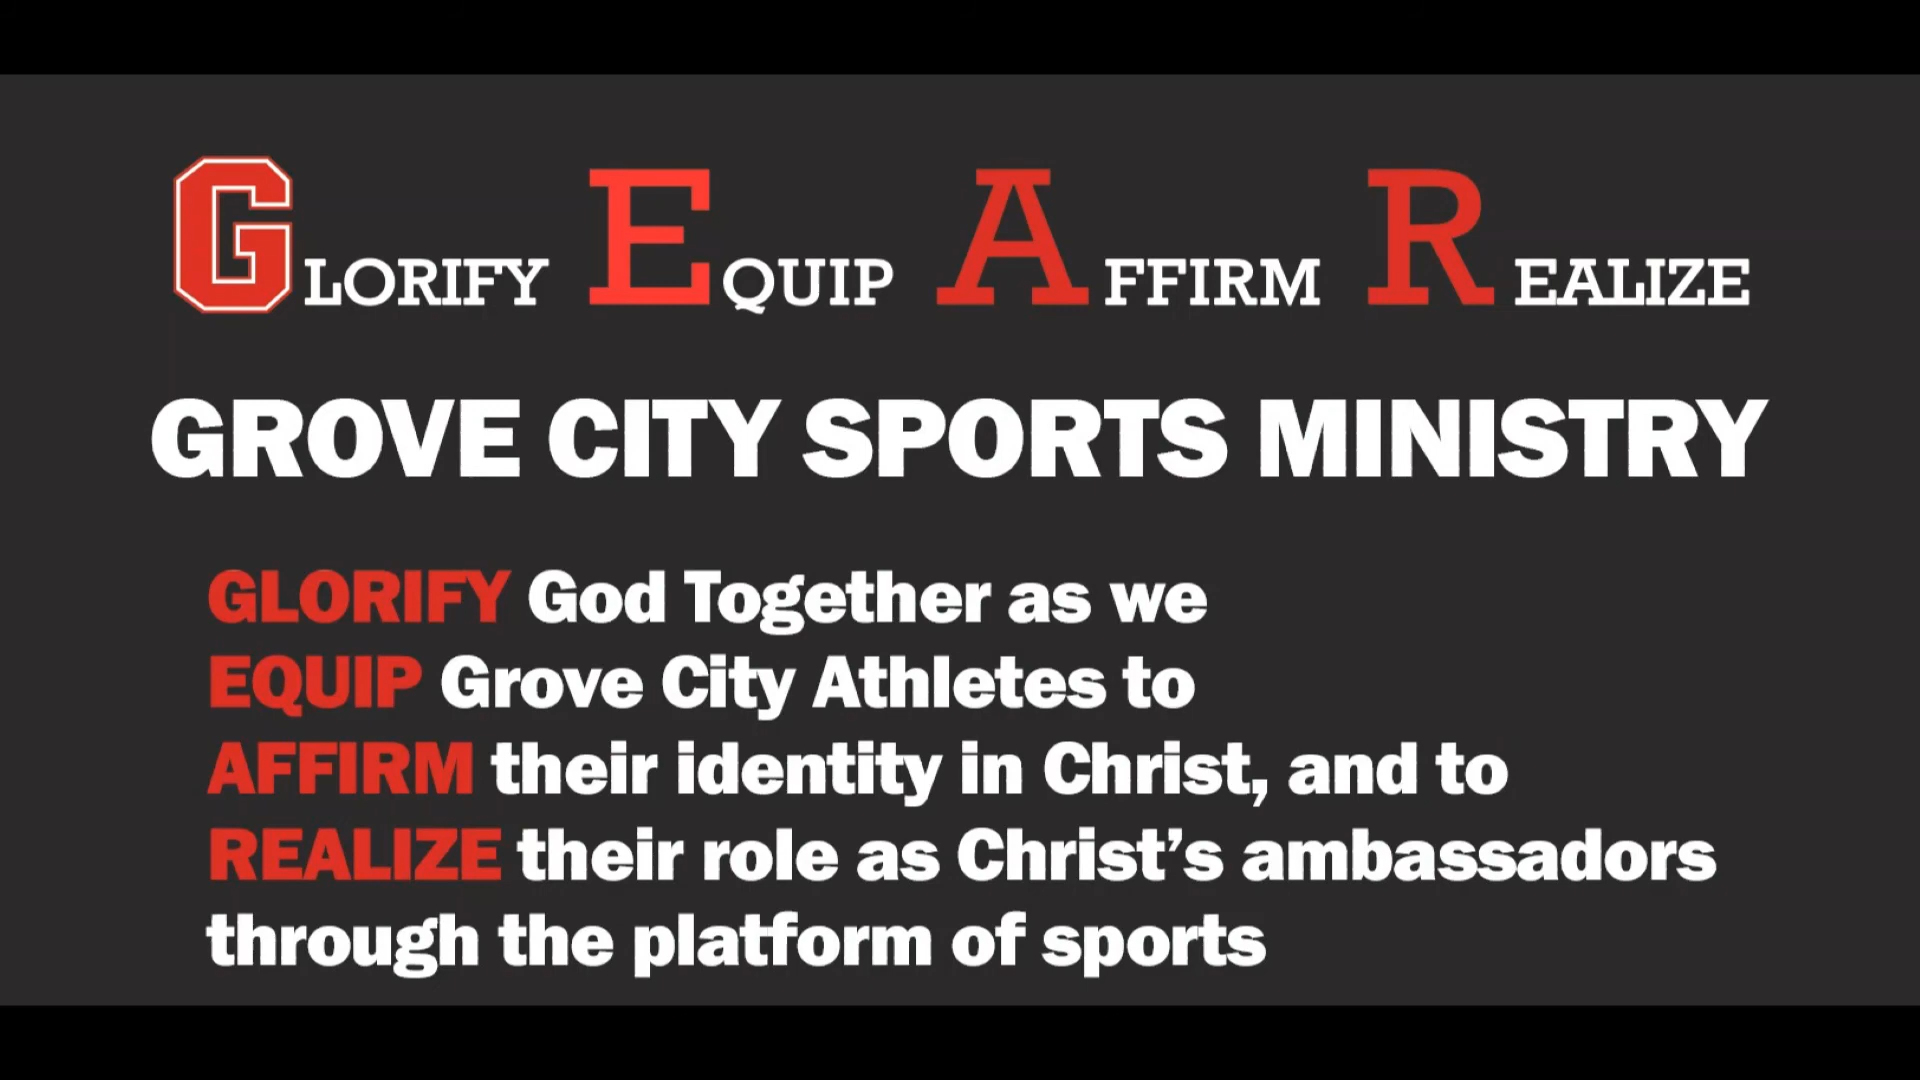 GLORIFY EQUIP AFFIRM REALIZE
GROVE CITY SPORTS MINISTRY
GLORIFY God Together as we
EQUIP Grove City Athletes to
AFFIRM their identity in Christ, and to
REALIZE their role as Christ’s ambassadors
through the platform of sports